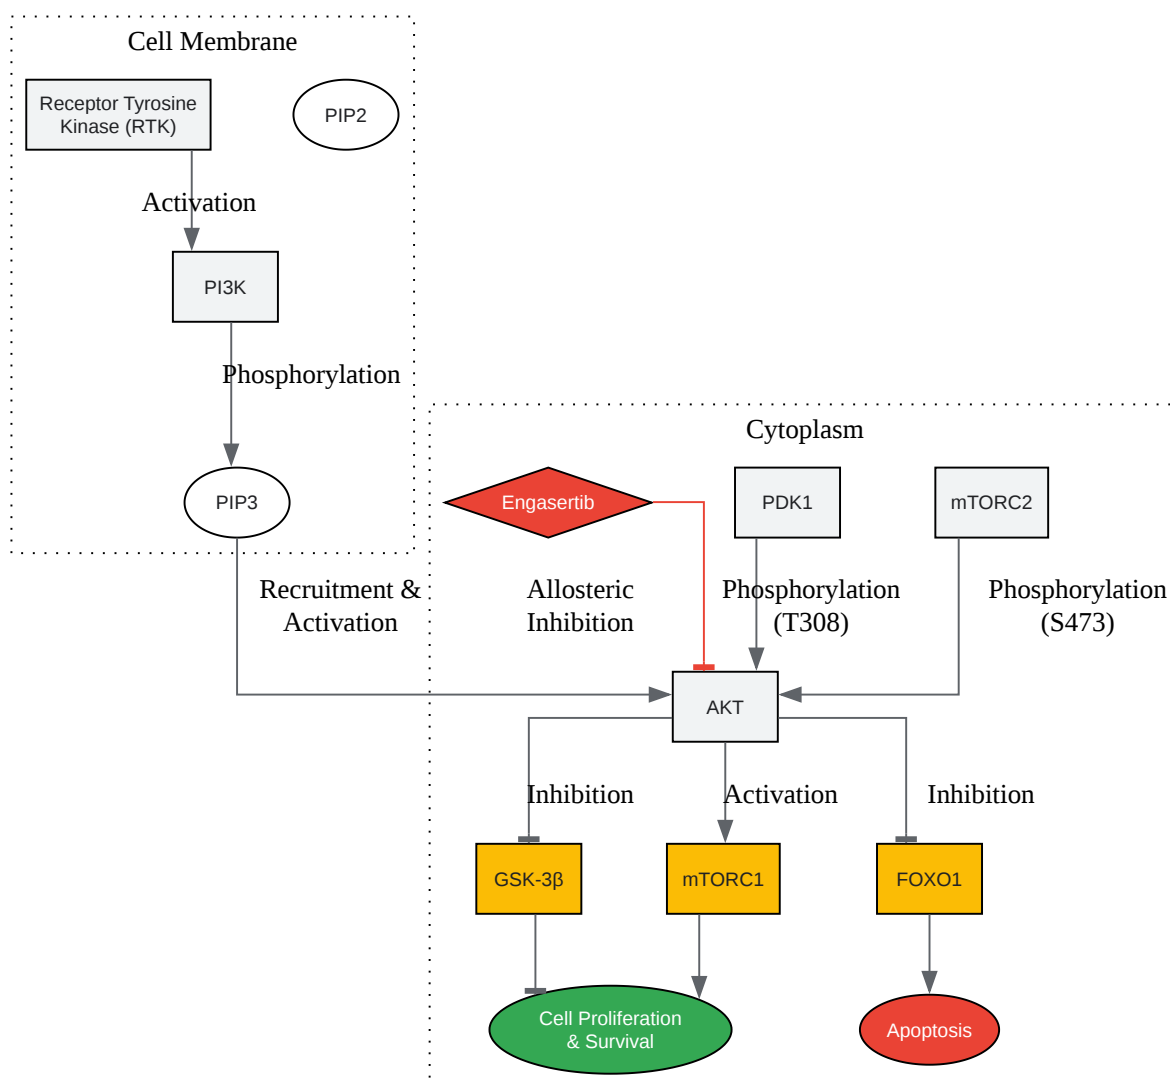 Cell Membrane
Receptor Tyrosine
Kinase (RTK)
PIP2
Activation
PI3K
Phosphorylation
PIP3
Cytoplasm
Engasertib
PDK1
mTORC2
Recruitment &
Activation
Allosteric
Inhibition
Phosphorylation
(T308)
Phosphorylation
(S473)
AKT
Inhibition
Activation
Inhibition
GSK-3β
mTORC1
FOXO1
Cell Proliferation
& Survival
Apoptosis